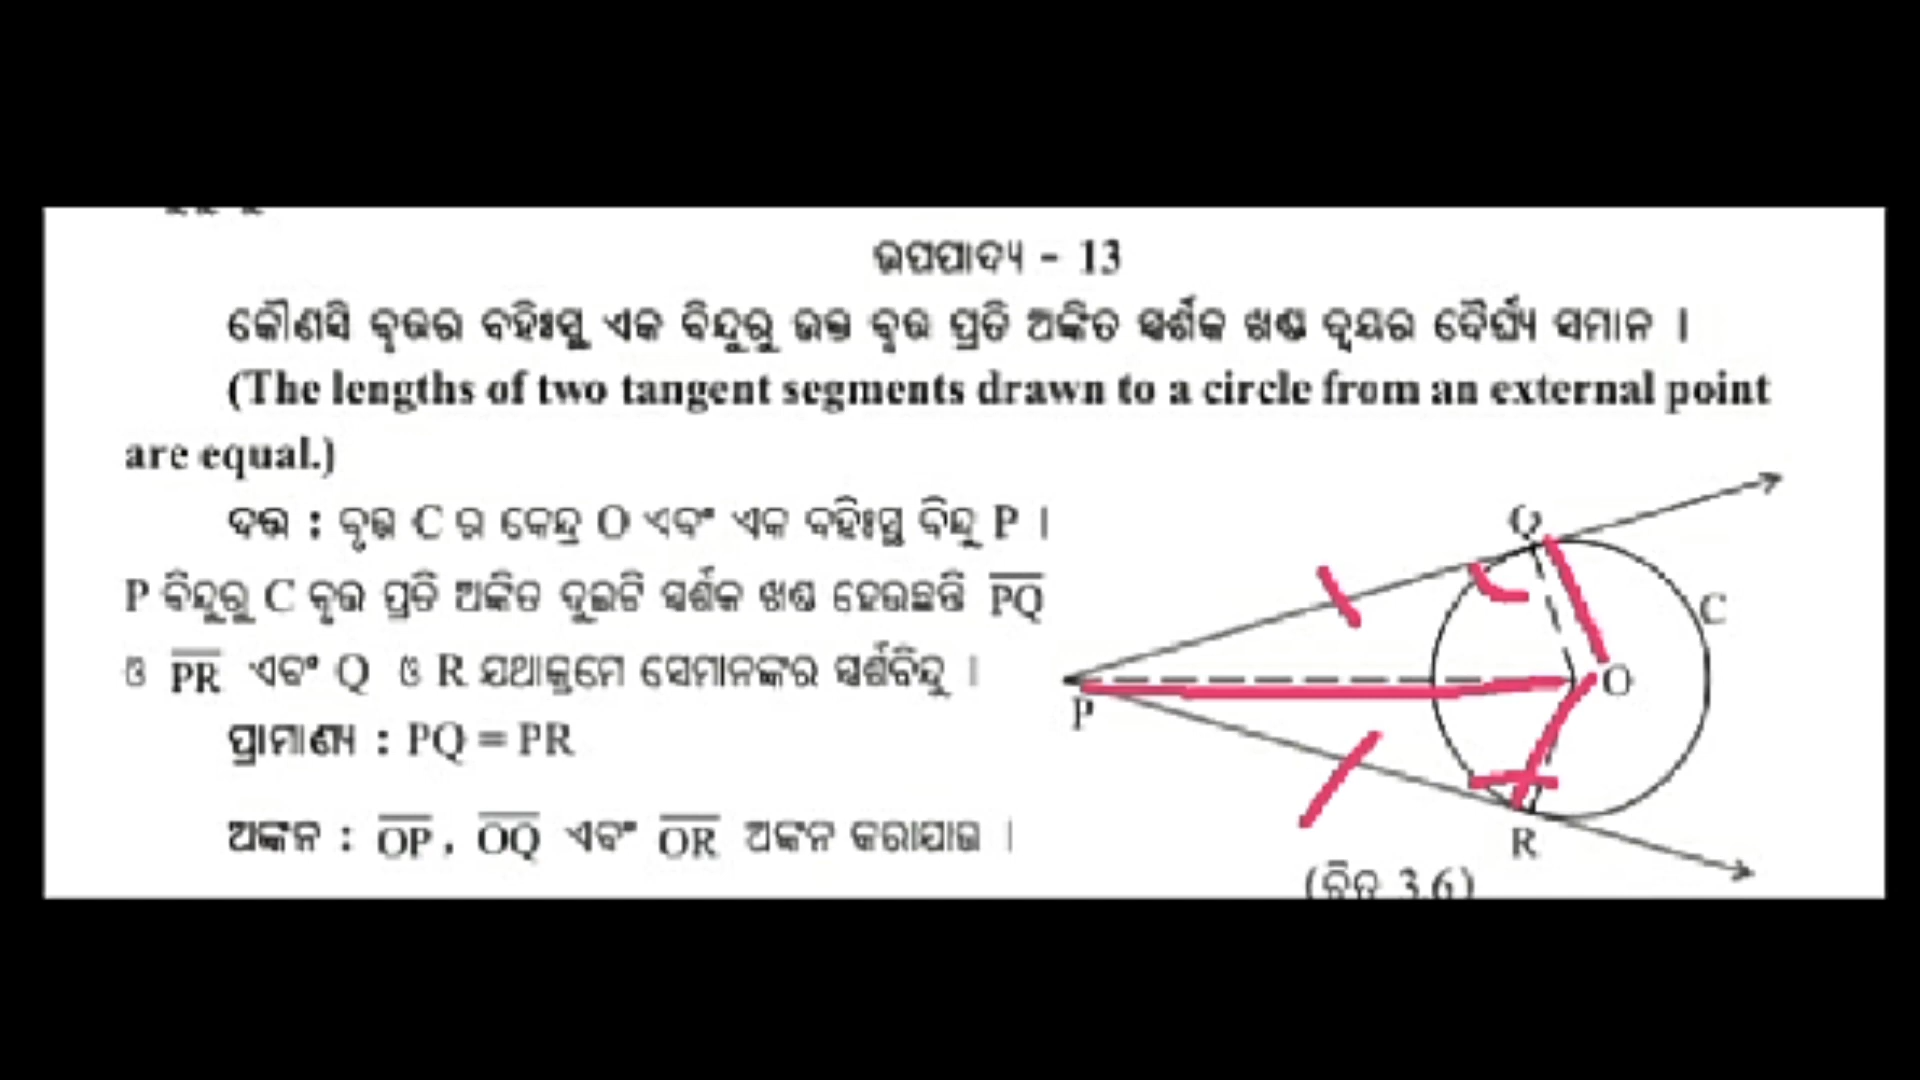 ଉପପାଦ୍ୟ - 13
କୌଣସି ବୃତ୍ତର ବହିଃସ୍ଥ ଏକ ବିନ୍ଦୁରୁ ଉକ୍ତ ବୃତ୍ତ ପ୍ରତି ଅଙ୍କିତ ସ୍ପର୍ଶକ ଖଣ୍ଡ ଦ୍ୱୟର ଦୈର୍ଘ୍ୟ ସମାନ ।
(The lengths of two tangent segments drawn to a circle from an external point
are equal.)
ଦତ୍ତ : ବୃତ୍ତ C ର କେନ୍ଦ୍ର O ଏବଂ ଏକ ବହିଃସ୍ଥ ବିନ୍ଦୁ P ।
P ବିନ୍ଦୁରୁ C ବୃତ୍ତ ପ୍ରତି ଅଙ୍କିତ ଦୁଇଟି ସ୍ପର୍ଶକ ଖଣ୍ଡ ହେଉଛନ୍ତି PQ
ଓ PR ଏବଂ Q ଓ R ଯଥାକ୍ରମେ ସେମାନଙ୍କର ସ୍ପର୍ଶବିନ୍ଦୁ ।
ପ୍ରାମାଣ୍ୟ : PQ = PR
ଅଙ୍କନ : OP, OQ ଏବଂ OR ଅଙ୍କନ କରାଯାଉ ।
Q
C
O
P
R
(ଚିତ୍ର 3.6)